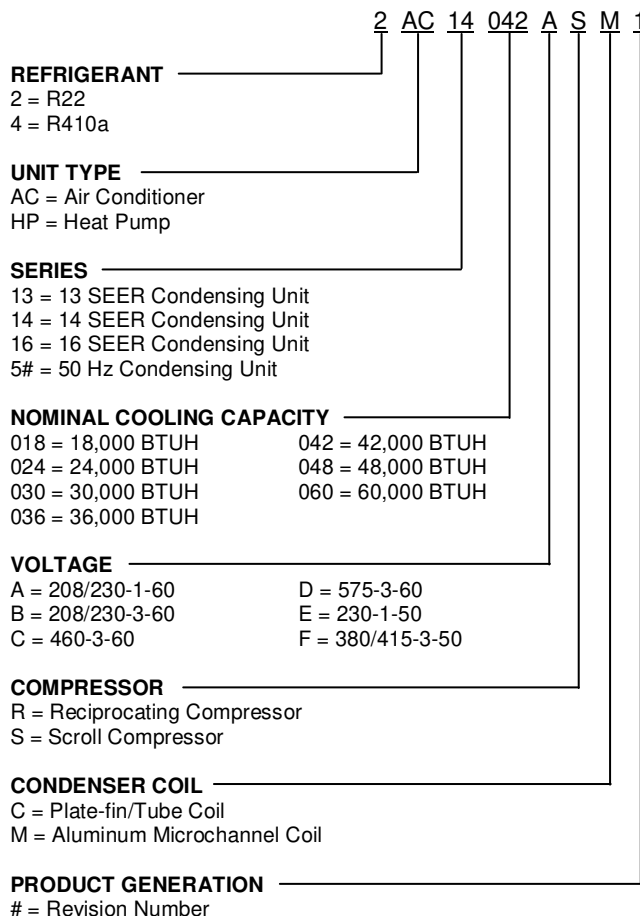 2 AC 14 042 A S M 1
REFRIGERANT
2 = R22
4 = R410a
UNIT TYPE
AC = Air Conditioner
HP = Heat Pump
SERIES
13 = 13 SEER Condensing Unit
14 = 14 SEER Condensing Unit
16 = 16 SEER Condensing Unit
5# = 50 Hz Condensing Unit
NOMINAL COOLING CAPACITY
018 = 18,000 BTUH 042 = 42,000 BTUH
024 = 24,000 BTUH 048 = 48,000 BTUH
030 = 30,000 BTUH 060 = 60,000 BTUH
036 = 36,000 BTUH
VOLTAGE
A = 208/230-1-60 D = 575-3-60
B = 208/230-3-60 E = 230-1-50
C = 460-3-60 F = 380/415-3-50
COMPRESSOR
R = Reciprocating Compressor
S = Scroll Compressor
CONDENSER COIL
C = Plate-fin/Tube Coil
M = Aluminum Microchannel Coil
PRODUCT GENERATION
# = Revision Number